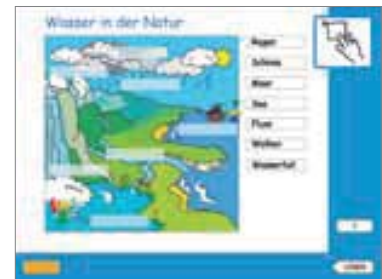 Wasser in der Natur
Regen
Schnee
Meer
See
Fluss
Wolken
Wasserfall